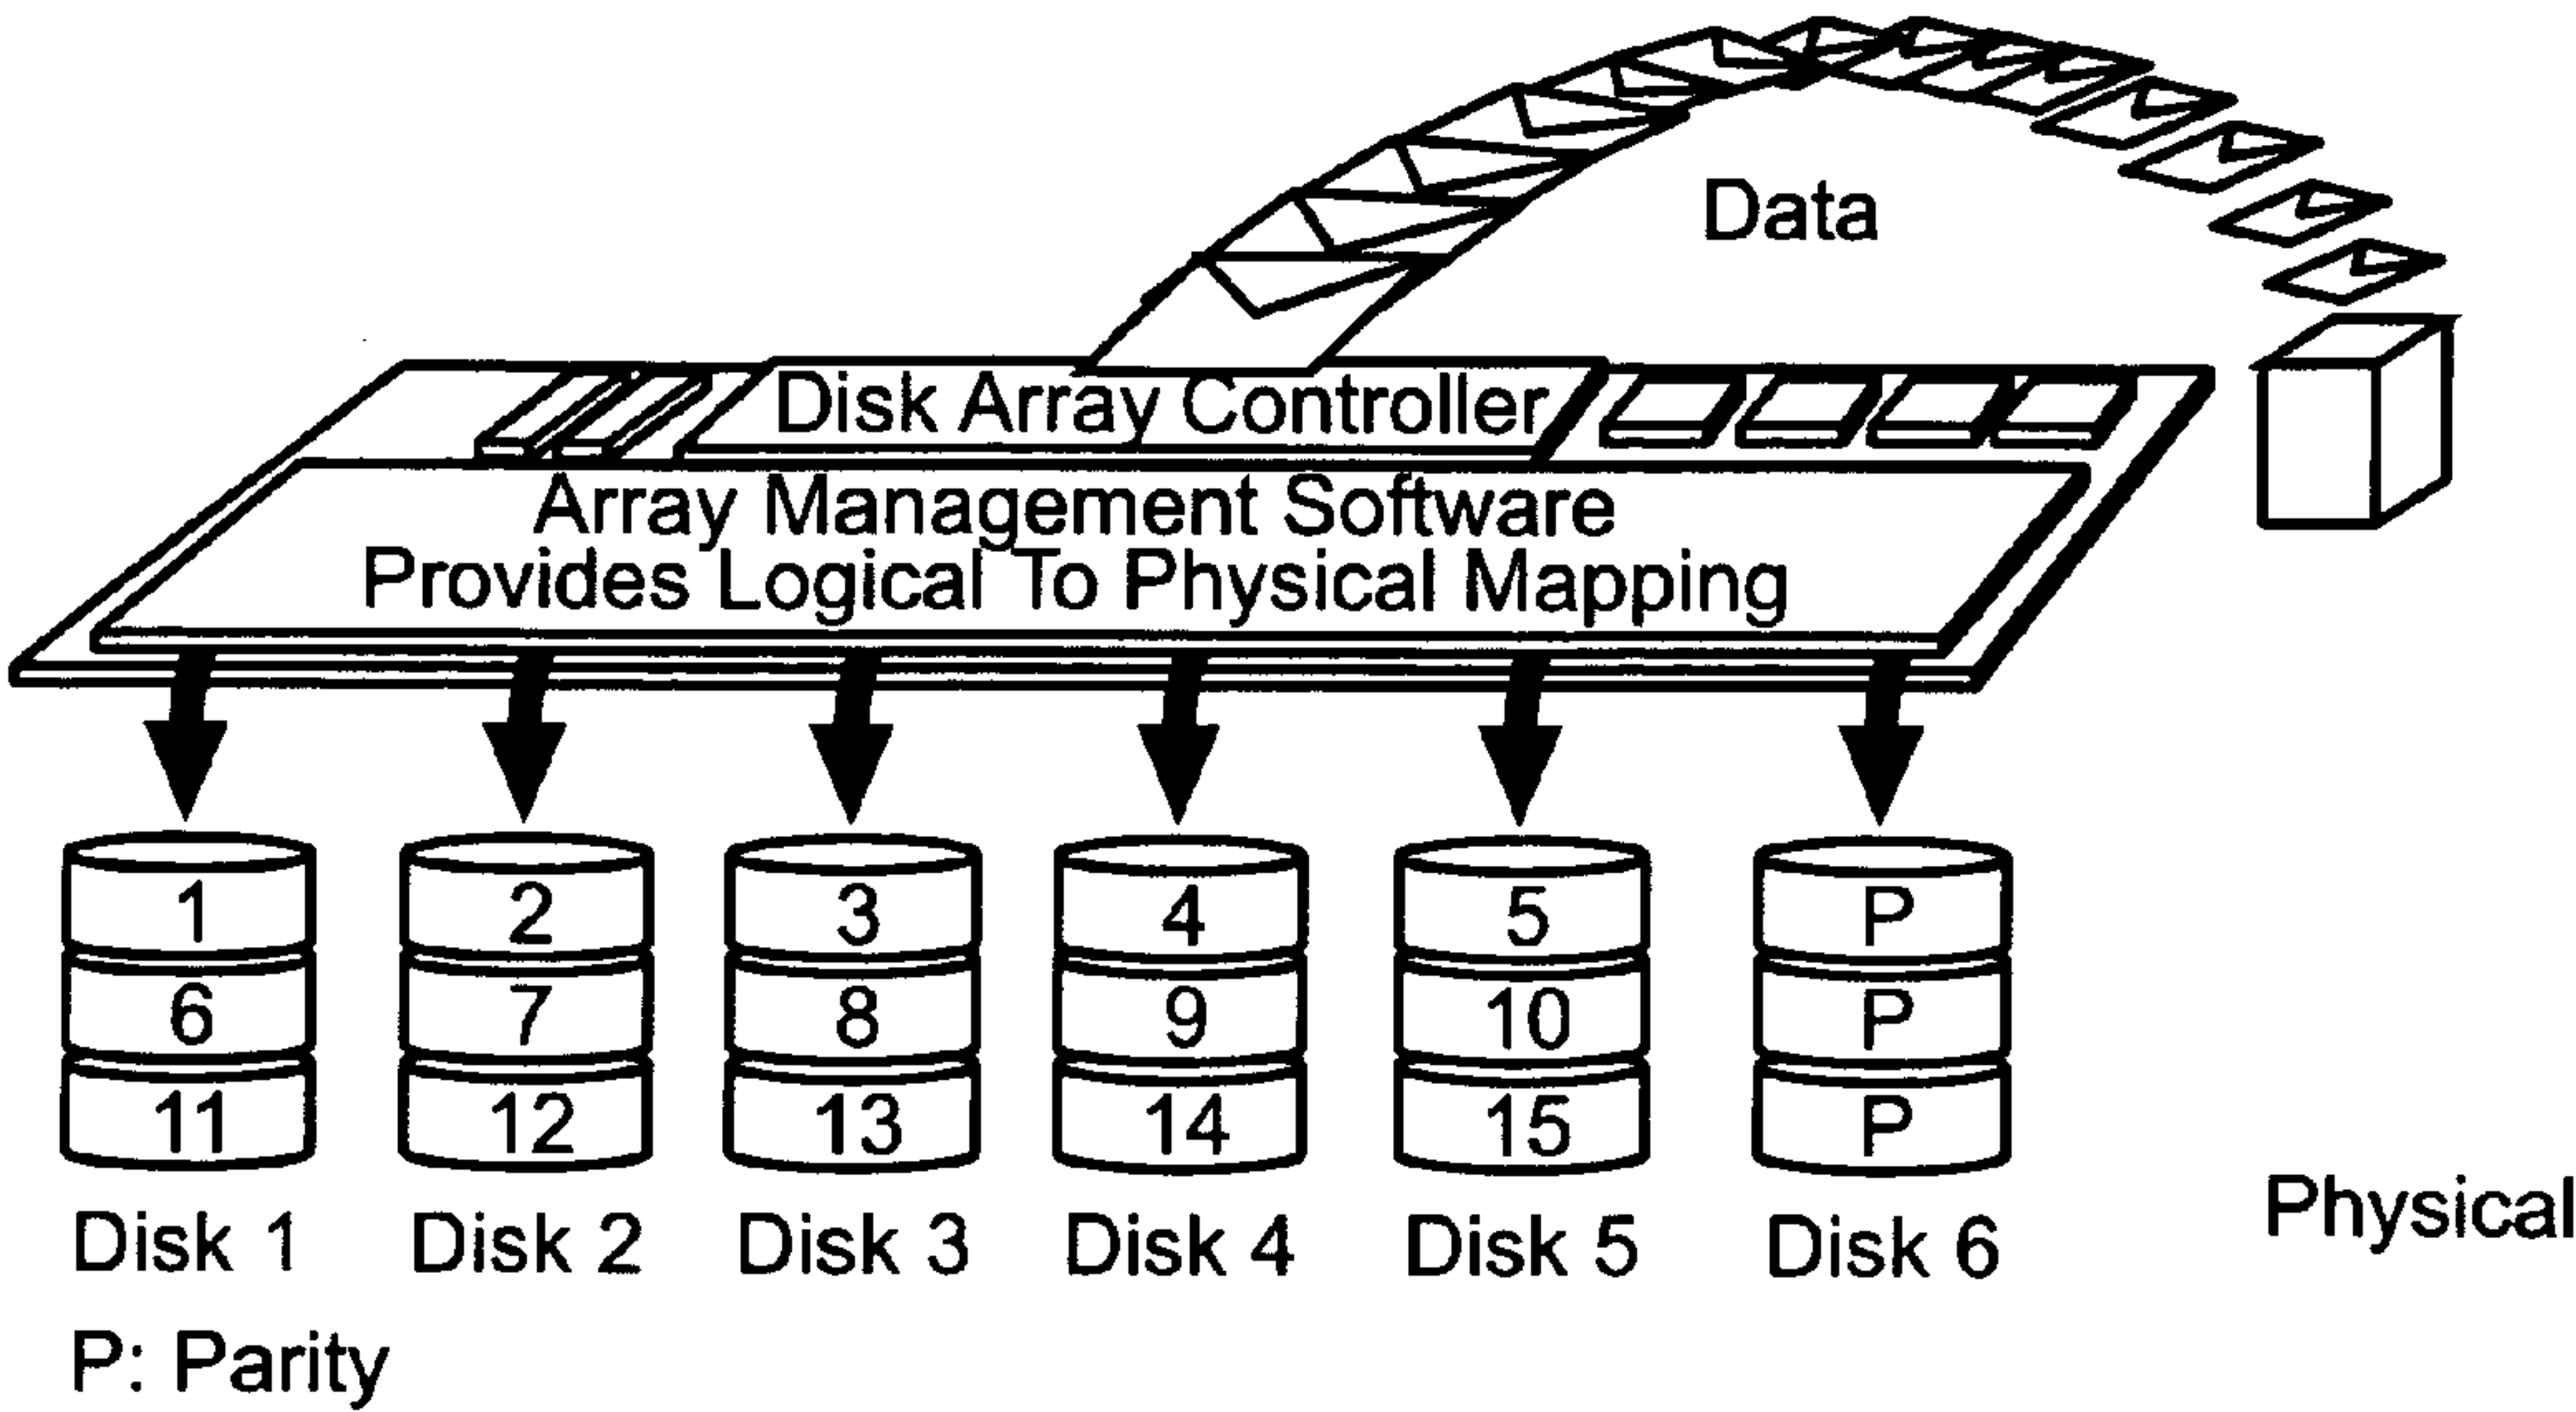 Data
Disk Array Controller
Array Management Software
Provides Logical To Physical Mapping
1 2 3 4 5 P
6 7 8 9 10 P
11 12 13 14 15 P
Disk 1 Disk 2 Disk 3 Disk 4 Disk 5 Disk 6 Physical
P: Parity